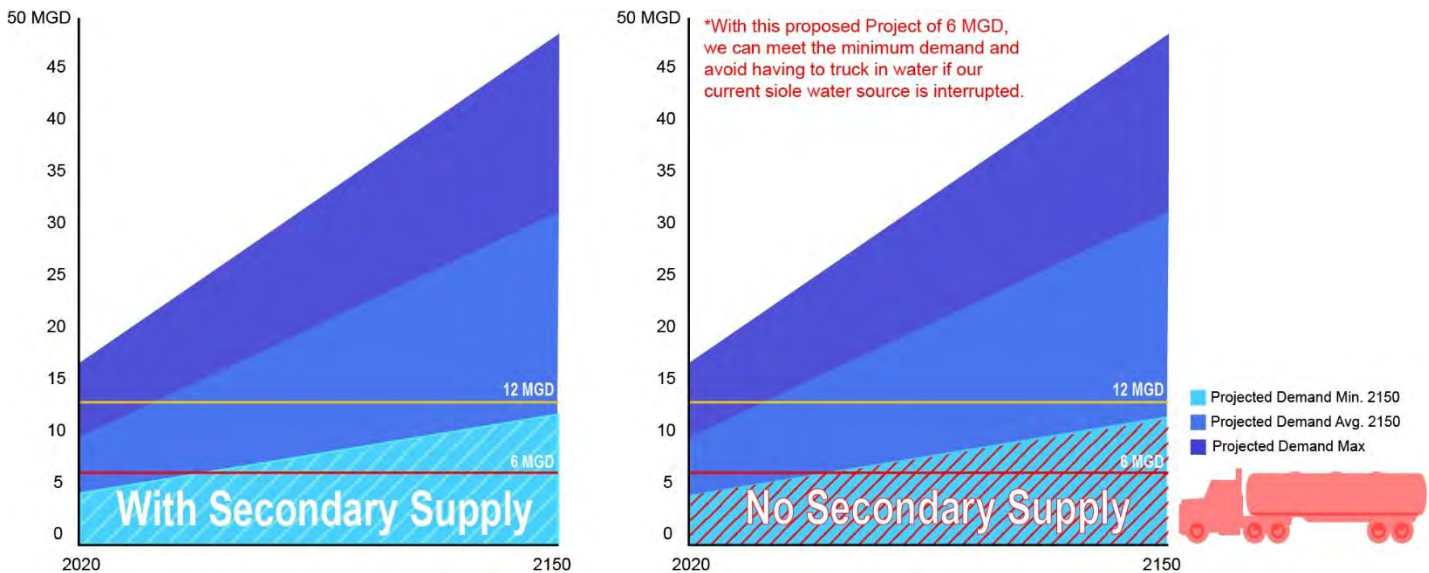 50 MGD
45
40
35
30
25
20
15
10
5
0
12 MGD
6 MGD
With Secondary Supply
2020
2150
50 MGD
45
40
35
30
25
20
15
10
5
0
*With this proposed Project of 6 MGD,
we can meet the minimum demand and
avoid having to truck in water if our
current siole water source is interrupted.
12 MGD
6 MGD
No Secondary Supply
2020
2150
Projected Demand Min. 2150
Projected Demand Avg. 2150
Projected Demand Max